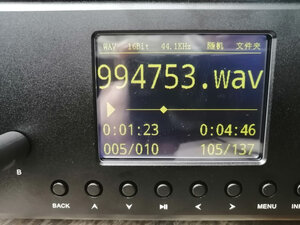 WAV 16Bit 44.1KHz 随机 文件夹
994753.wav
0:01:23 0:04:46
005/010 105/137
B
BACK MENU